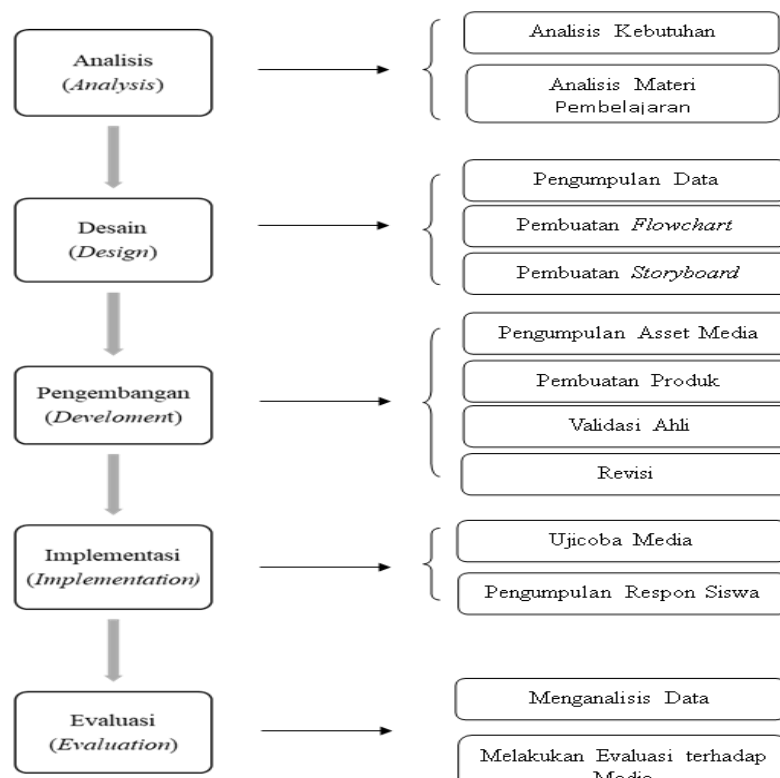 Analisis
(Analysis)
Analisis Kebutuhan
Analisis Materi
Pembelajaran
Desain
(Design)
Pengumpulan Data
Pembuatan Flowchart
Pembuatan Storyboard
Pengembangan
(Develoment)
Pengumpulan Asset Media
Pembuatan Produk
Validasi Ahli
Revisi
Implementasi
(Implementation)
Ujicoba Media
Pengumpulan Respon Siswa
Evaluasi
(Evaluation)
Menganalisis Data
Melakukan Evaluasi terhadap
Media